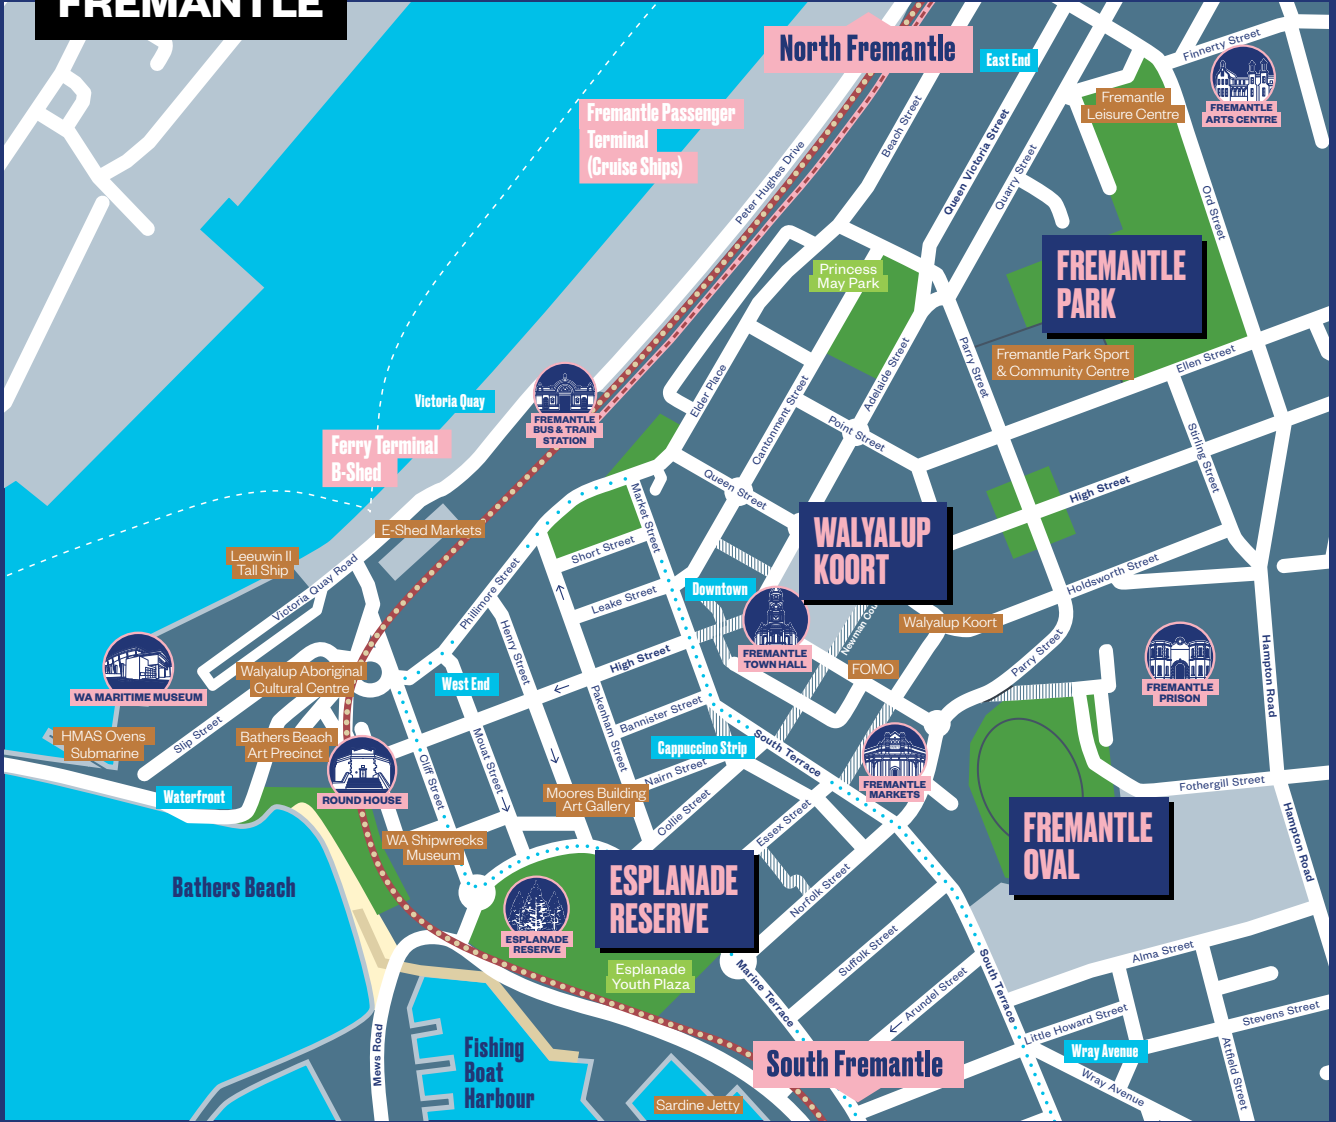 FREMANTLE
North Fremantle
East End
Finnerty Street
FREMANTLE
ARTS CENTRE
Fremantle
Leisure Centre
Fremantle Passenger
Terminal
(Cruise Ships)
Peter Hughes Drive
Beach Street
Queen Victoria Street
Quarry Street
Ord Street
FREMANTLE
PARK
Princess
May Park
Fremantle Park Sport
& Community Centre
Ellen Street
Parry Street
Adelaide Street
Elder Place
Cantonment Street
Point Street
Victoria Quay
FREMANTLE
BUS & TRAIN
STATION
Ferry Terminal
B-Shed
Queen Street
Stirling Street
High Street
Market Street
E-Shed Markets
WALYALUP
KOORT
Leeuwin II
Tall Ship
Victoria Quay Road
Phillimore Street
Short Street
Leake Street
Downtown
Holdsworth Street
Newman Cou
Walyalup Koort
FREMANTLE
TOWN HALL
FOMO
Parry Street
FREMANTLE
PRISON
Hampton Road
WA MARITIME MUSEUM
Walyalup Aboriginal
Cultural Centre
West End
Henry Street
High Street
Pakenham Street
Bannister Street
Slip Street
HMAS Ovens
Submarine
Bathers Beach
Art Precinct
Cliff Street
Mouat Street
Cappuccino Strip
South Terrace
Nairn Street
FREMANTLE
MARKETS
Fothergill Street
Waterfront
ROUND HOUSE
Moores Building
Art Gallery
Collie Street
Essex Street
FREMANTLE
OVAL
Hampton Road
WA Shipwrecks
Museum
Bathers Beach
ESPLANADE
RESERVE
Norfolk Street
ESPLANADE
RESERVE
Suffolk Street
Esplanade
Youth Plaza
Marine Terrace
Arundel Street
South Terrace
Alma Street
Little Howard Street
Stevens Street
Mews Road
Fishing
Boat
Harbour
South Fremantle
Wray Avenue
Wray Avenue
Attfield Street
Sardine Jetty